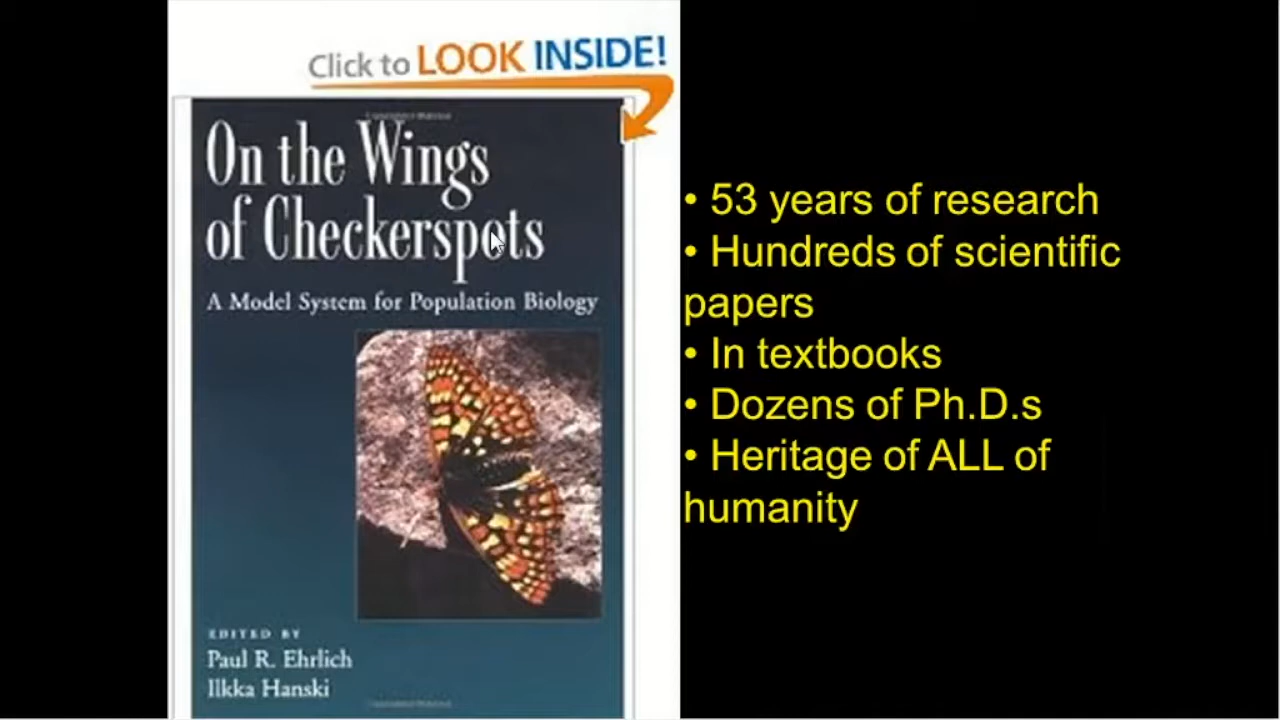 Click to LOOK INSIDE!
On the Wings
of Checkerspots
A Model System for Population Biology
EDITED BY
Paul R. Ehrlich
Ilkka Hanski
• 53 years of research
• Hundreds of scientific
papers
• In textbooks
• Dozens of Ph.D.s
• Heritage of ALL of
humanity